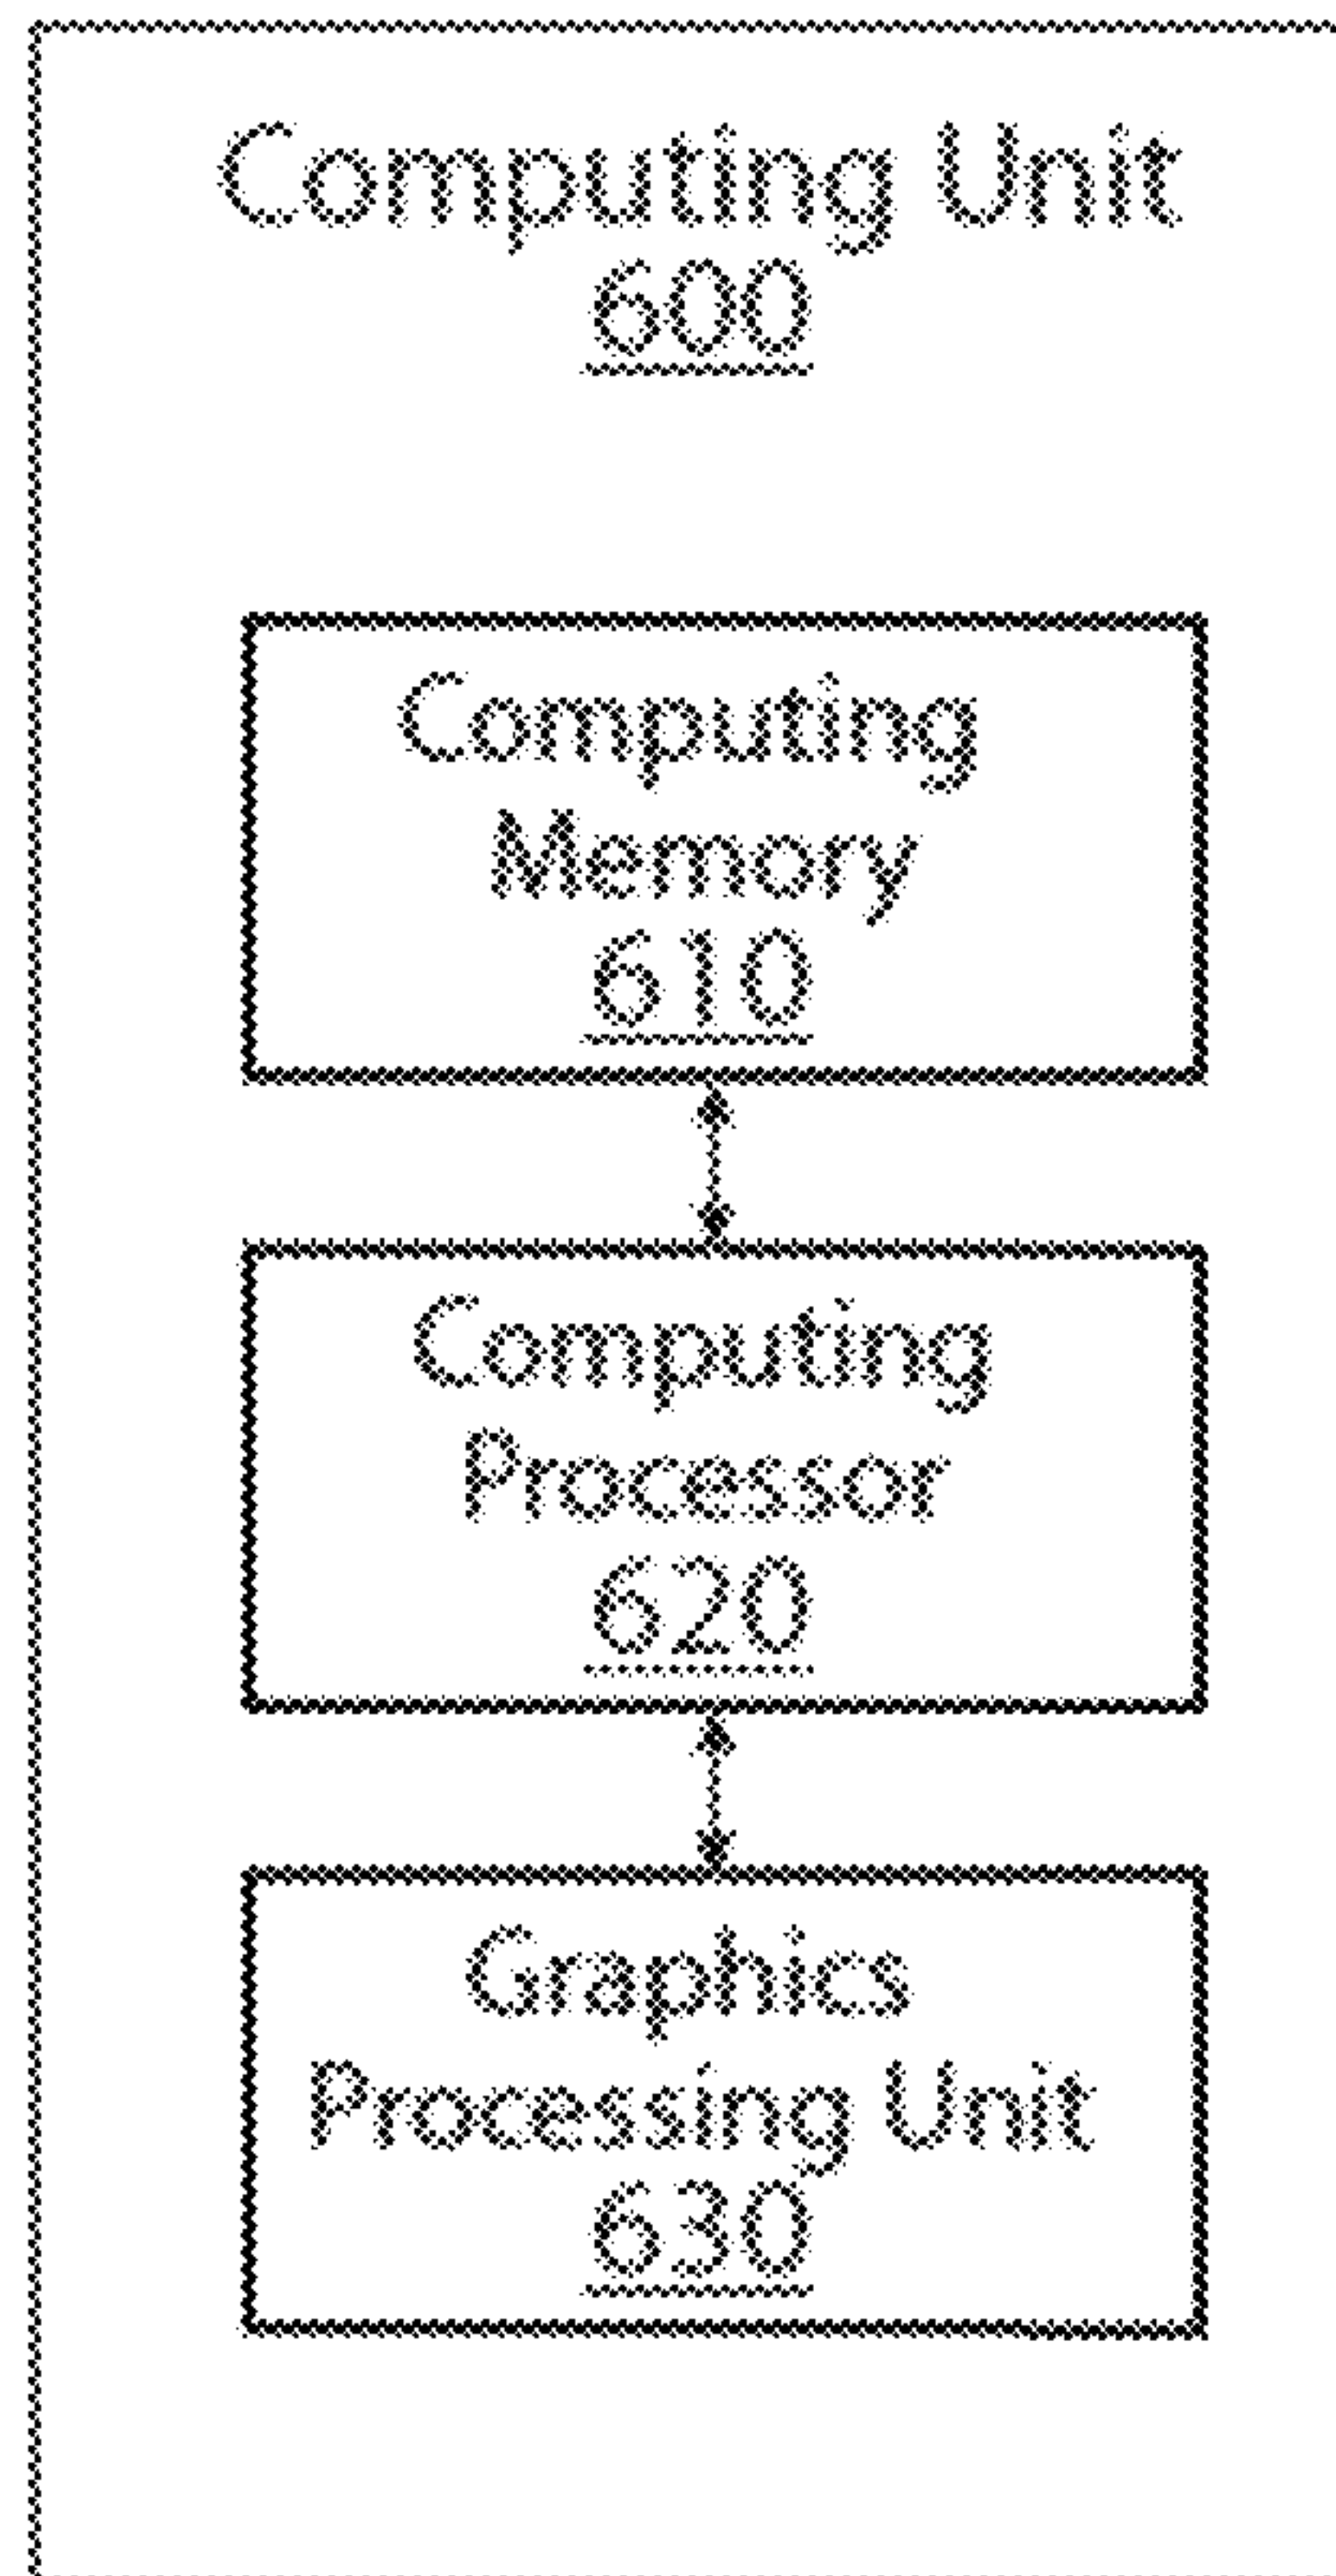 Computing Unit
600
Computing
Memory
610
Computing
Processor
620
Graphics
Processing Unit
630